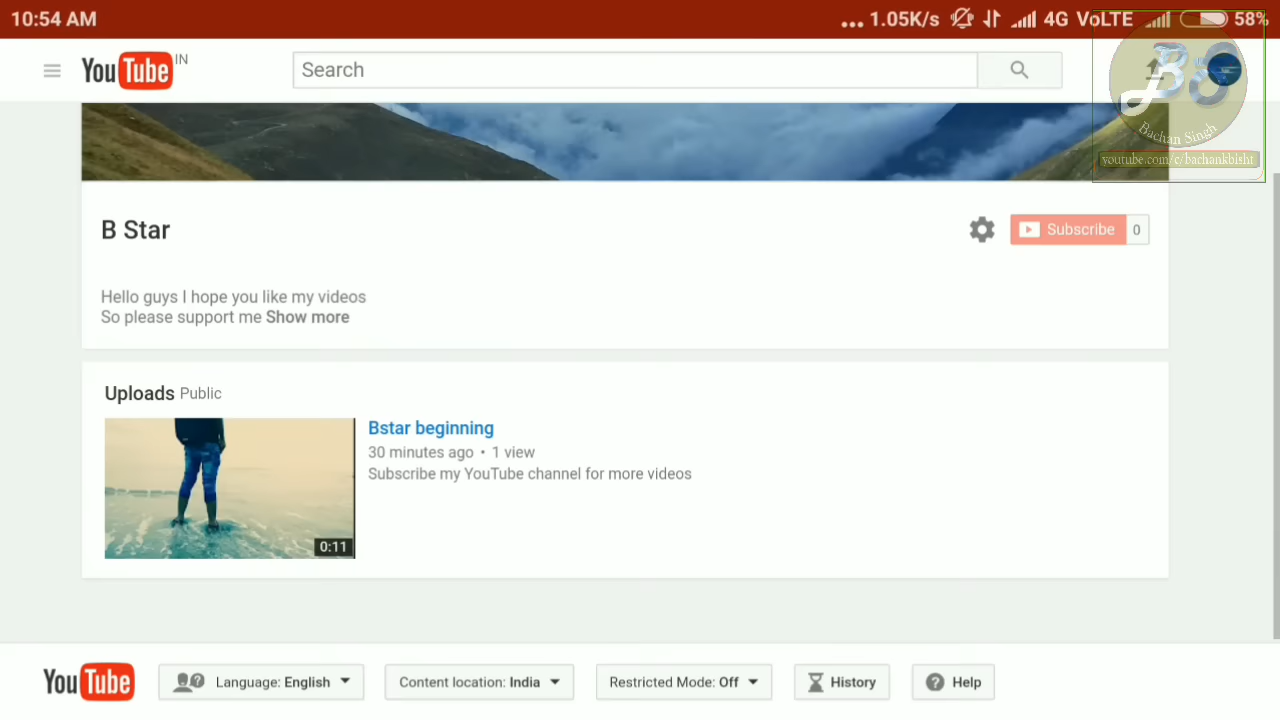 10:54 AM
... 1.05K/s 4G VoLTE 58%
YouTube IN
Search
BS
Bachan Singh
youtube.com/c/bachankbisht
B Star
Subscribe 0
Hello guys I hope you like my videos
So please support me Show more
Uploads Public
Bstar beginning
30 minutes ago • 1 view
Subscribe my YouTube channel for more videos
0:11
YouTube
Language: English
Content location: India
Restricted Mode: Off
History
Help